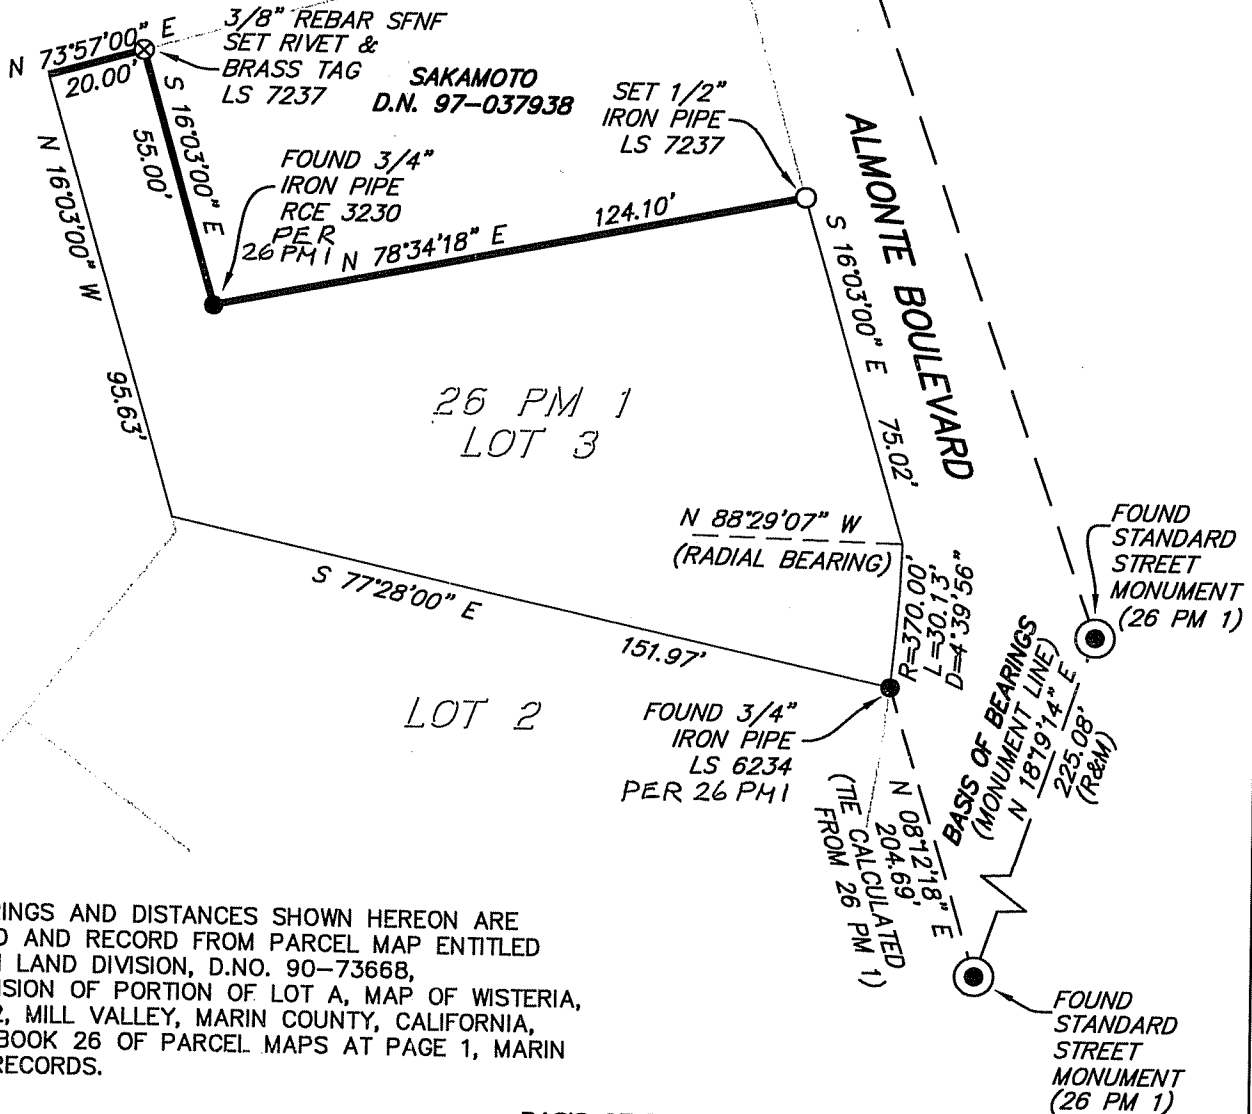 N 73°57'00" E
20.00'
3/8" REBAR SFNF
SET RIVET &
BRASS TAG
LS 7237
SAKAMOTO
D.N. 97-037938
SET 1/2"
IRON PIPE
LS 7237
S 16°03'00" E
55.00'
FOUND 3/4"
IRON PIPE
RCE 3230
PER
26 PM 1
N 78°34'18" E
124.10'
N 16°03'00" W
95.63'
ALMONTE BOULEVARD
S 16°03'00" E 75.02'
26 PM 1
LOT 3
N 88°29'07" W
(RADIAL BEARING)
R=370.00'
L=30.13'
D=4°39'56"
FOUND
STANDARD
STREET
MONUMENT
(26 PM 1)
S 77°28'00" E
151.97'
LOT 2
FOUND 3/4"
IRON PIPE
LS 6234
PER 26 PM 1
BASIS OF BEARINGS
(MONUMENT LINE)
N 18°19'14" E
225.08'
(R&M)
N 08°12'18" E
204.69'
(TIE CALCULATED
FROM 26 PM 1)
FOUND
STANDARD
STREET
MONUMENT
(26 PM 1)
INGS AND DISTANCES SHOWN HEREON ARE
D AND RECORD FROM PARCEL MAP ENTITLED
LAND DIVISION, D.NO. 90-73668,
SION OF PORTION OF LOT A, MAP OF WISTERIA,
2, MILL VALLEY, MARIN COUNTY, CALIFORNIA,
BOOK 26 OF PARCEL MAPS AT PAGE 1, MARIN
RECORDS.